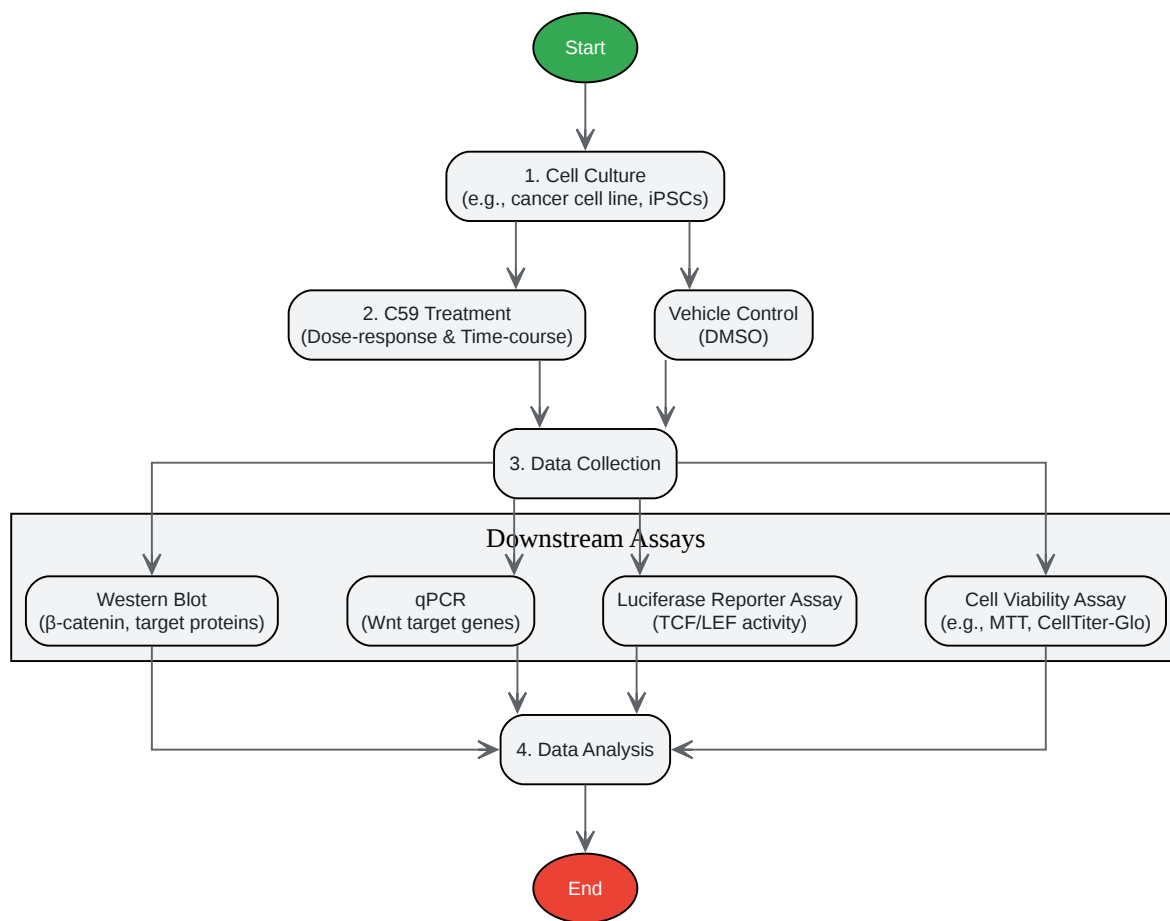 Start
1. Cell Culture
(e.g., cancer cell line, iPSCs)
2. C59 Treatment
(Dose-response & Time-course)
Vehicle Control
(DMSO)
3. Data Collection
Downstream Assays
Western Blot
(β-catenin, target proteins)
qPCR
(Wnt target genes)
Luciferase Reporter Assay
(TCF/LEF activity)
Cell Viability Assay
(e.g., MTT, CellTiter-Glo)
4. Data Analysis
End